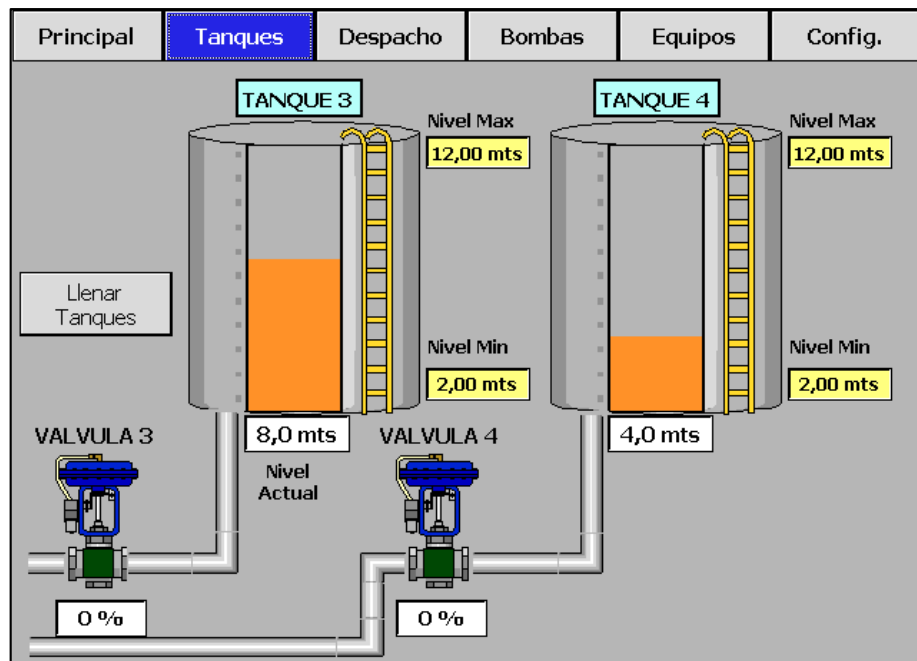 Principal Tanques Despacho Bombas Equipos Config.
TANQUE 3
TANQUE 4
Nivel Max
12,00 mts
Nivel Max
12,00 mts
Llenar
Tanques
Nivel Min
2,00 mts
Nivel Min
2,00 mts
8,0 mts
4,0 mts
Nivel
Actual
VALVULA 3
VALVULA 4
0 %
0 %